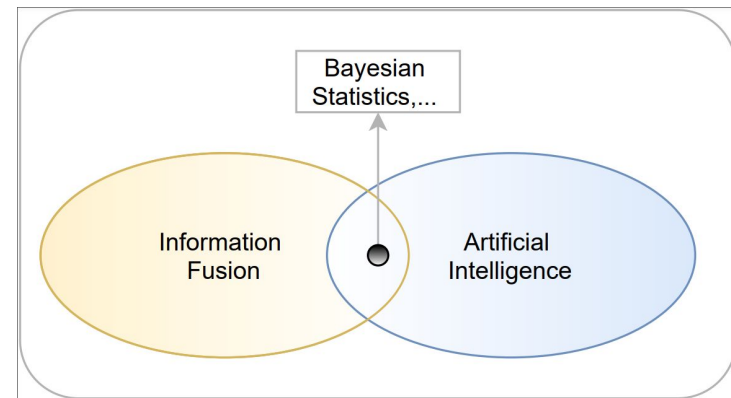 Bayesian
Statistics,...
Information
Fusion
Artificial
Intelligence